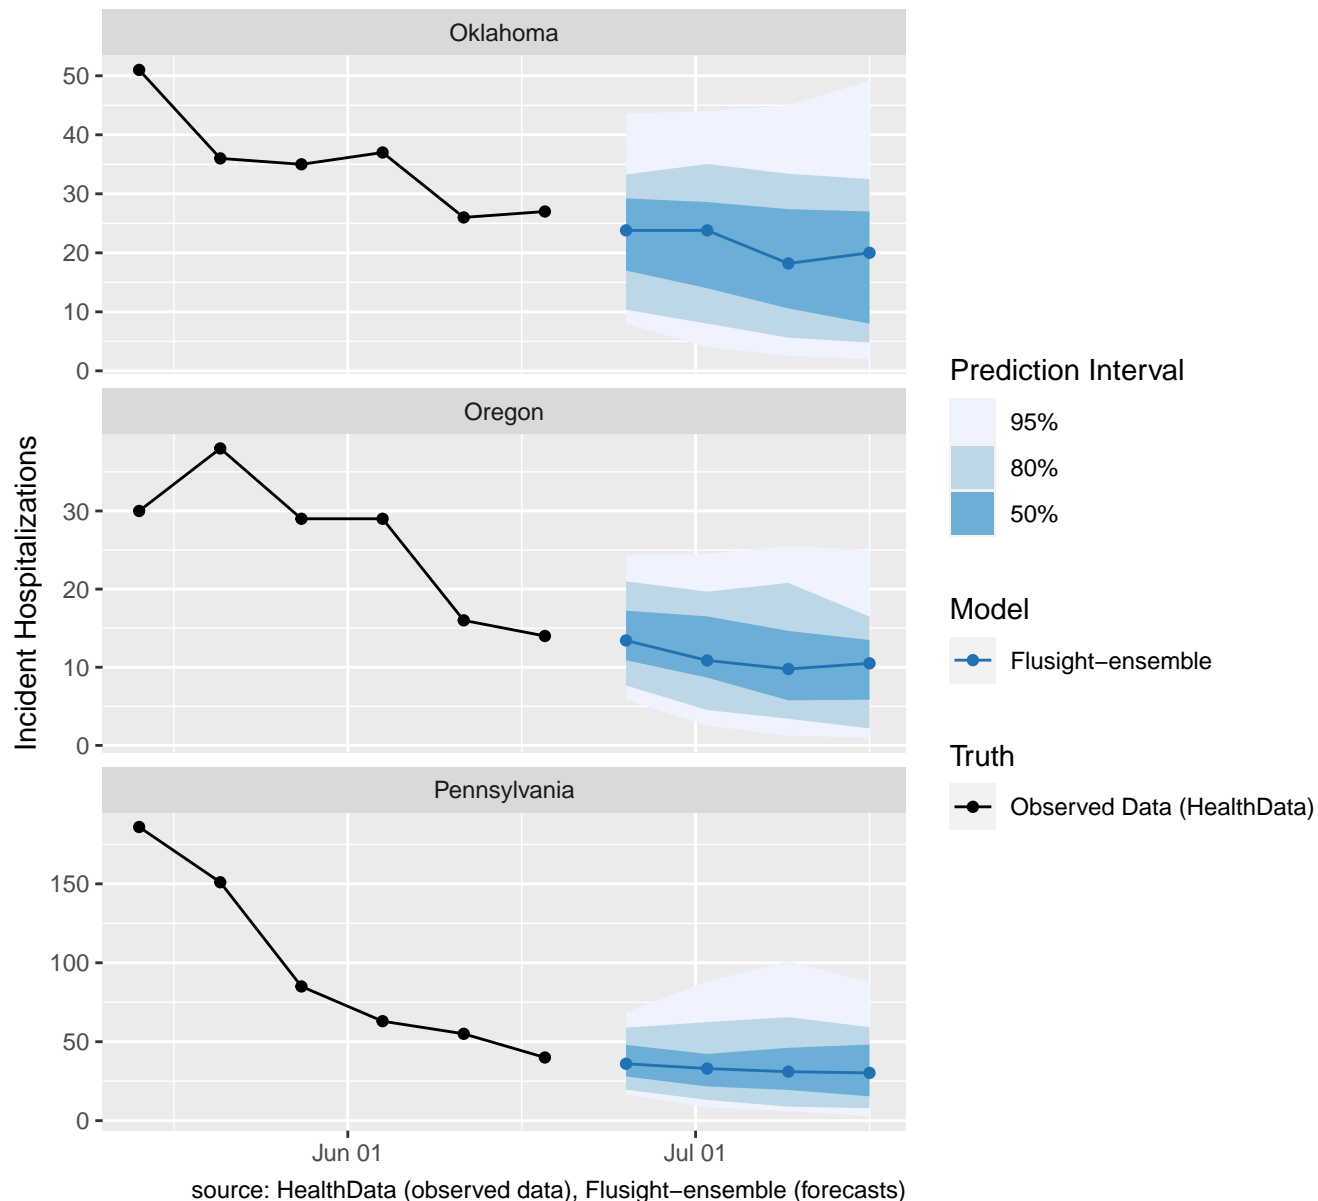 Oklahoma
50
40
30
20
10
0
Oregon
30
20
10
0
Pennsylvania
150
100
50
0
Incident Hospitalizations
Jun 01
Jul 01
source: HealthData (observed data), Flusight−ensemble (forecasts)
Prediction Interval
95%
80%
50%
Model
Flusight−ensemble
Truth
Observed Data (HealthData)